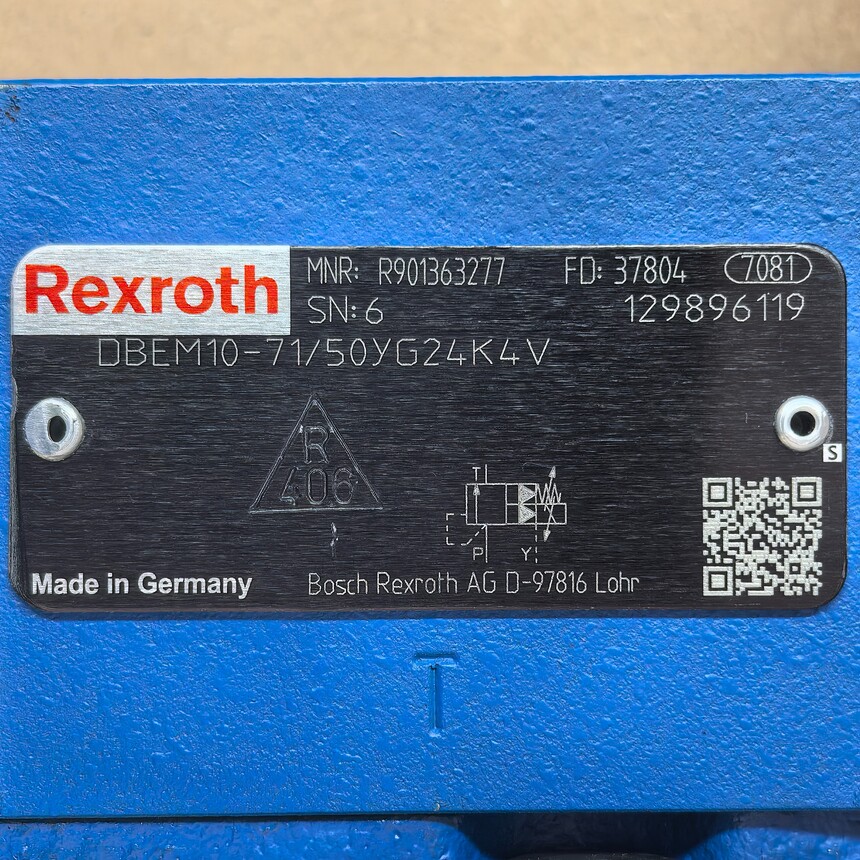 Rexroth
MNR: R901363277 FD: 37804 7081
SN: 6 129896119
DBEM10-71/50YG24K4V
R
406
S
T
P Y
Made in Germany
Bosch Rexroth AG D-97816 Lohr
T